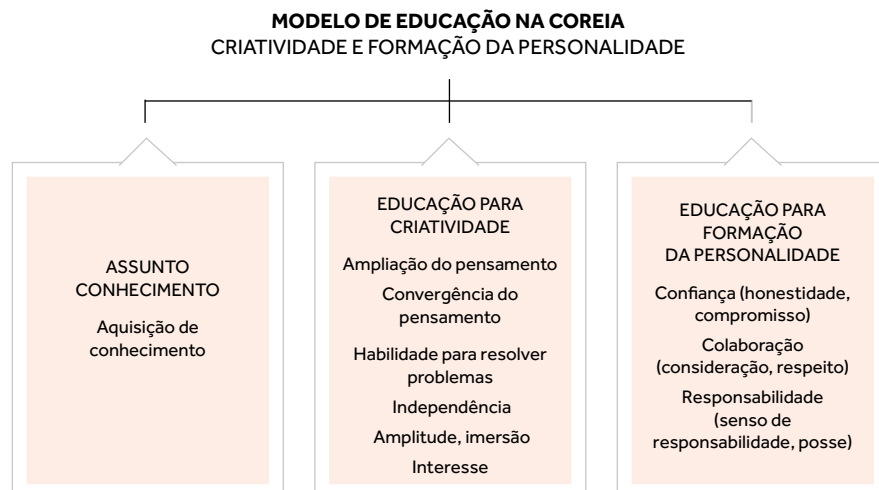 MODELO DE EDUCAÇÃO NA COREIA
CRIATIVIDADE E FORMAÇÃO DA PERSONALIDADE
ASSUNTO
CONHECIMENTO
Aquisição de
conhecimento
EDUCAÇÃO PARA
CRIATIVIDADE
Ampliação do pensamento
Convergência do
pensamento
Habilidade para resolver
problemas
Independência
Amplitude, imersão
Interesse
EDUCAÇÃO PARA
FORMAÇÃO
DA PERSONALIDADE
Confiança (honestidade,
compromisso)
Colaboração
(consideração, respeito)
Responsabilidade
(senso de
responsabilidade, posse)